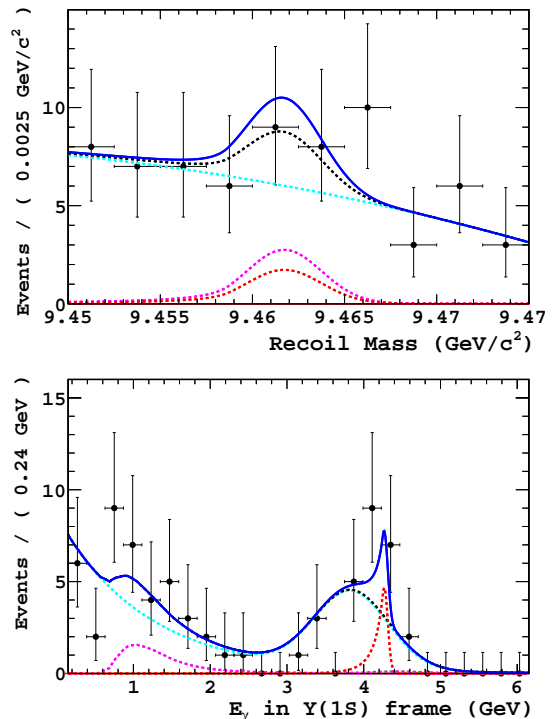 Events / ( 0.0025 GeV/c²
10
5
0
9.45 9.455 9.46 9.465 9.47 9.47
Recoil Mass (GeV/c²)
Events / ( 0.24 GeV )
15
10
5
0
1 2 3 4 5 6
Eγ in Υ(1S) frame (GeV)